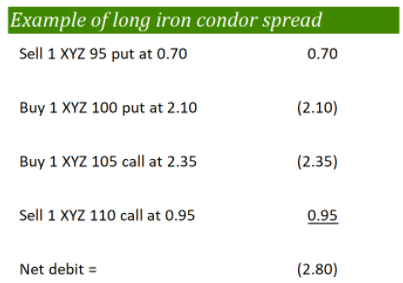 Example of long iron condor spread
Sell 1 XYZ 95 put at 0.70 0.70
Buy 1 XYZ 100 put at 2.10 (2.10)
Buy 1 XYZ 105 call at 2.35 (2.35)
Sell 1 XYZ 110 call at 0.95 0.95
Net debit = (2.80)